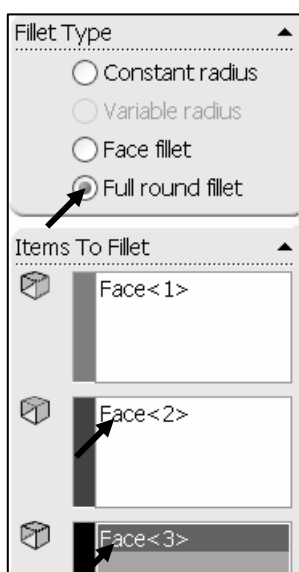 Fillet Type
Constant radius
Variable radius
Face fillet
Full round fillet
Items To Fillet
Face<1>
Face<2>
Face<3>